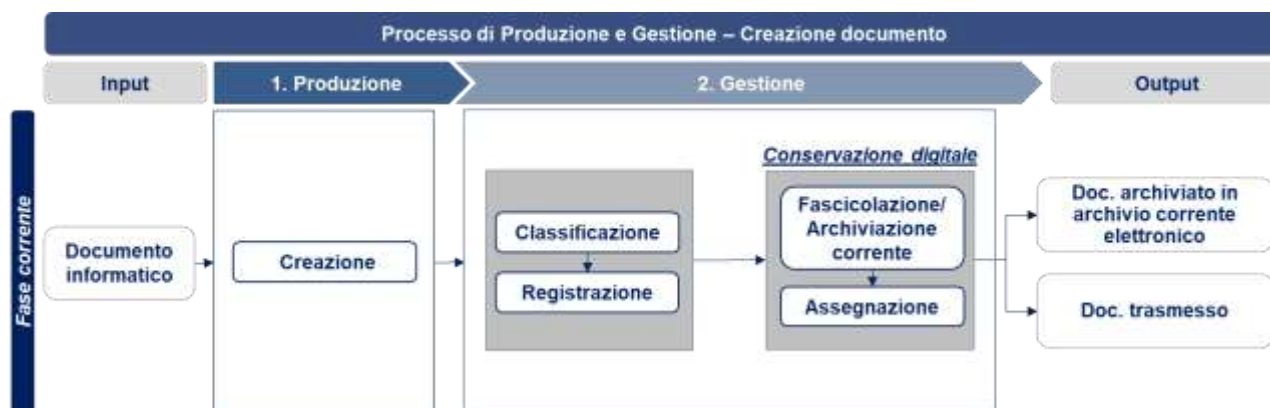 Processo di Produzione e Gestione – Creazione documento
Input
1. Produzione
2. Gestione
Output
Fase corrente
Documento
informatico
Creazione
Classificazione
Registrazione
Conservazione digitale
Fascicolazione/
Archiviazione
corrente
Assegnazione
Doc. archiviato in
archivio corrente
elettronico
Doc. trasmesso